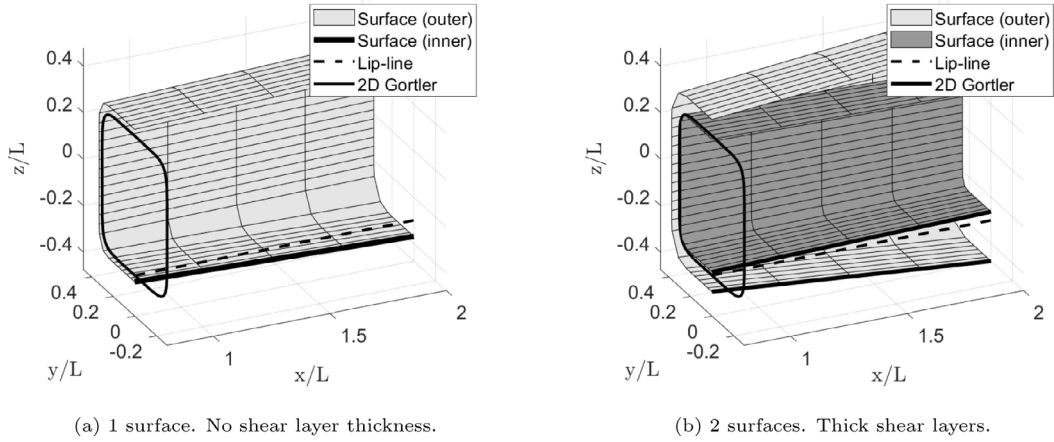 Surface (outer)
Surface (inner)
Lip-line
2D Gortler
0.4
0.2
0
-0.2
-0.4
z/L
0.4
0.2
0
-0.2
y/L
1
1.5
2
x/L
(a) 1 surface. No shear layer thickness.
Surface (outer)
Surface (inner)
Lip-line
2D Gortler
0.4
0.2
0
-0.2
-0.4
z/L
0.4
0.2
0
-0.2
y/L
1
1.5
2
x/L
(b) 2 surfaces. Thick shear layers.